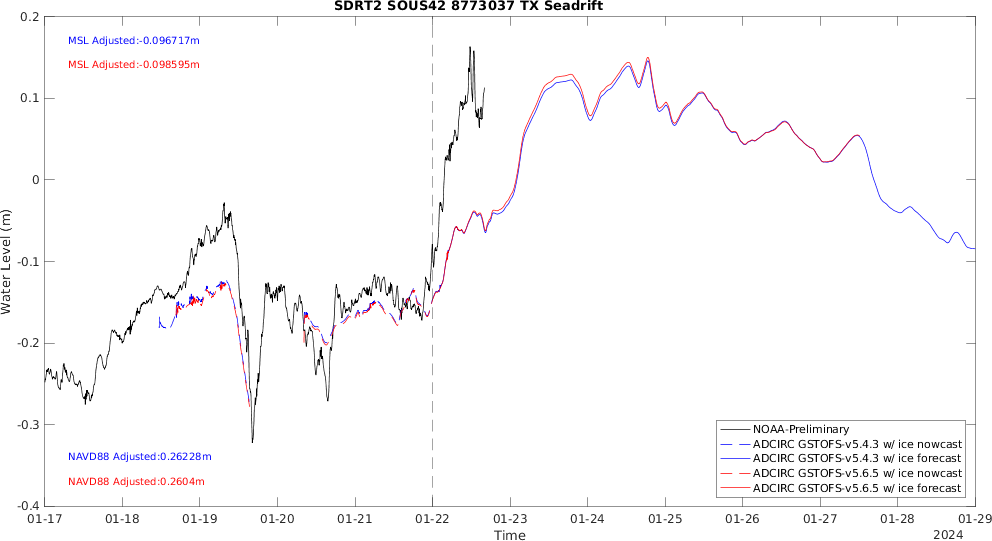 SDRT2 SOUS42 8773037 TX Seadrift
0.2
MSL Adjusted:-0.096717m
MSL Adjusted:-0.098595m
0.1
0
-0.1
Water Level (m)
-0.2
-0.3
NOAA-Preliminary
ADCIRC GSTOFS-v5.4.3 w/ ice nowcast
NAVD88 Adjusted:0.26228m
ADCIRC GSTOFS-v5.4.3 w/ ice forecast
ADCIRC GSTOFS-v5.6.5 w/ ice nowcast
NAVD88 Adjusted:0.2604m
ADCIRC GSTOFS-v5.6.5 w/ ice forecast
-0.4
01-17 01-18 01-19 01-20 01-21 01-22 01-23 01-24 01-25 01-26 01-27 01-28 01-29
Time
2024